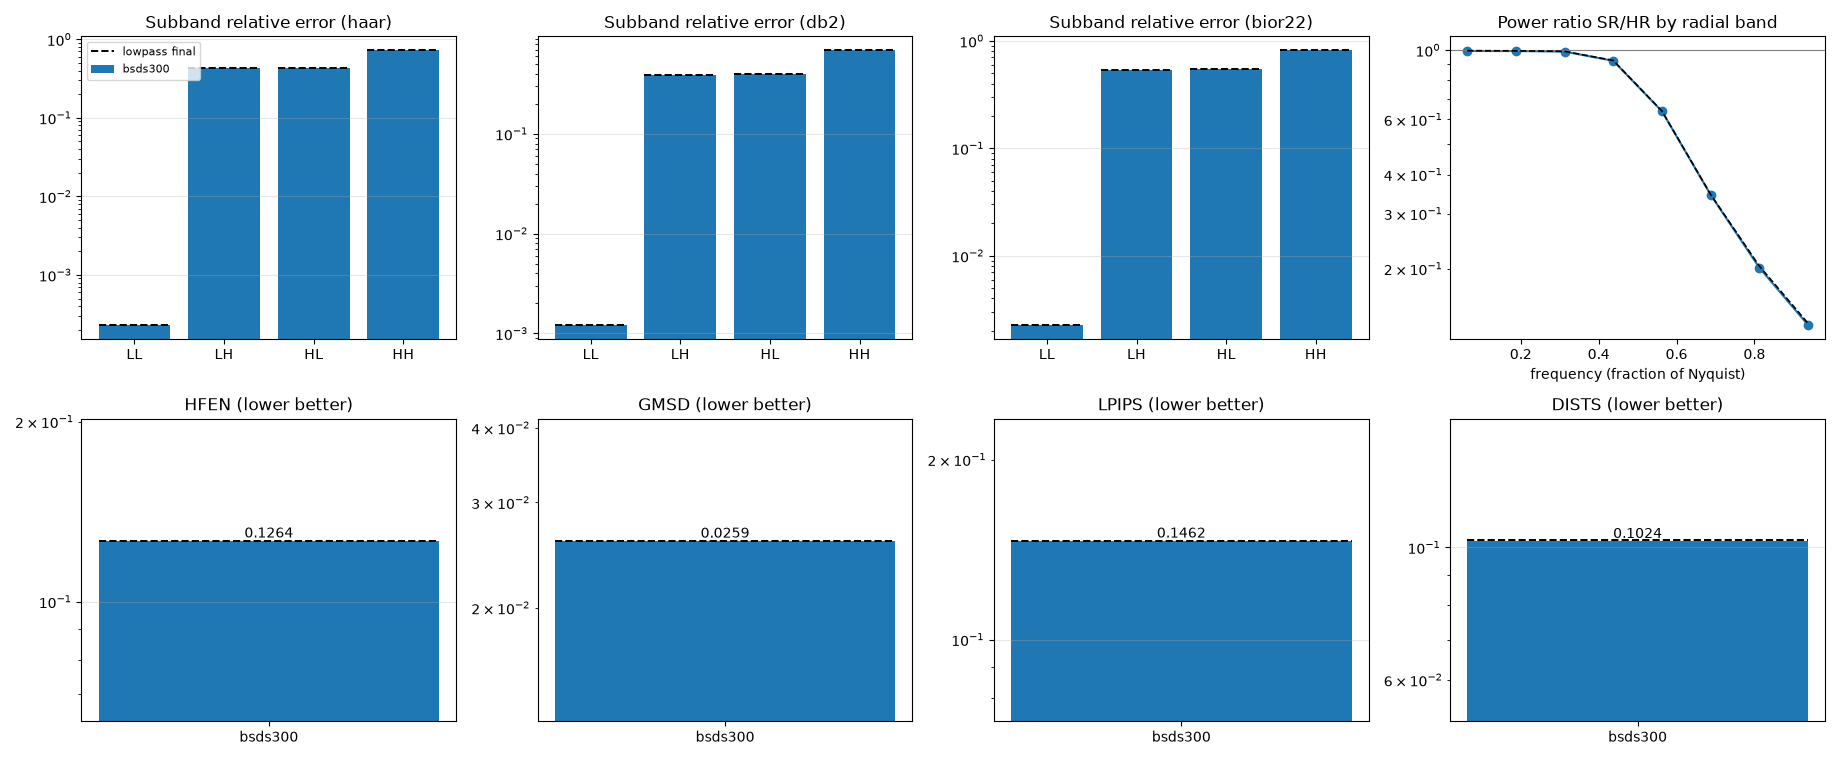 Subband relative error (haar)
10⁰
10⁻¹
10⁻²
10⁻³
lowpass final
bsds300
LL LH HL HH
Subband relative error (db2)
10⁻¹
10⁻²
10⁻³
LL LH HL HH
Subband relative error (bior22)
10⁰
10⁻¹
10⁻²
LL LH HL HH
Power ratio SR/HR by radial band
10⁰
6 × 10⁻¹
4 × 10⁻¹
3 × 10⁻¹
2 × 10⁻¹
0.2 0.4 0.6 0.8
frequency (fraction of Nyquist)
HFEN (lower better)
2 × 10⁻¹
10⁻¹
0.1264
bsds300
GMSD (lower better)
4 × 10⁻²
3 × 10⁻²
2 × 10⁻²
0.0259
bsds300
LPIPS (lower better)
2 × 10⁻¹
10⁻¹
0.1462
bsds300
DISTS (lower better)
10⁻¹
6 × 10⁻²
0.1024
bsds300